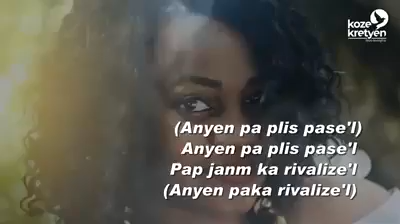 koze
kretyen
(Anyen pa plis pase'l)
Anyen pa plis pase'l
Pap janm ka rivalize'l
(Anyen paka rivalize'l)